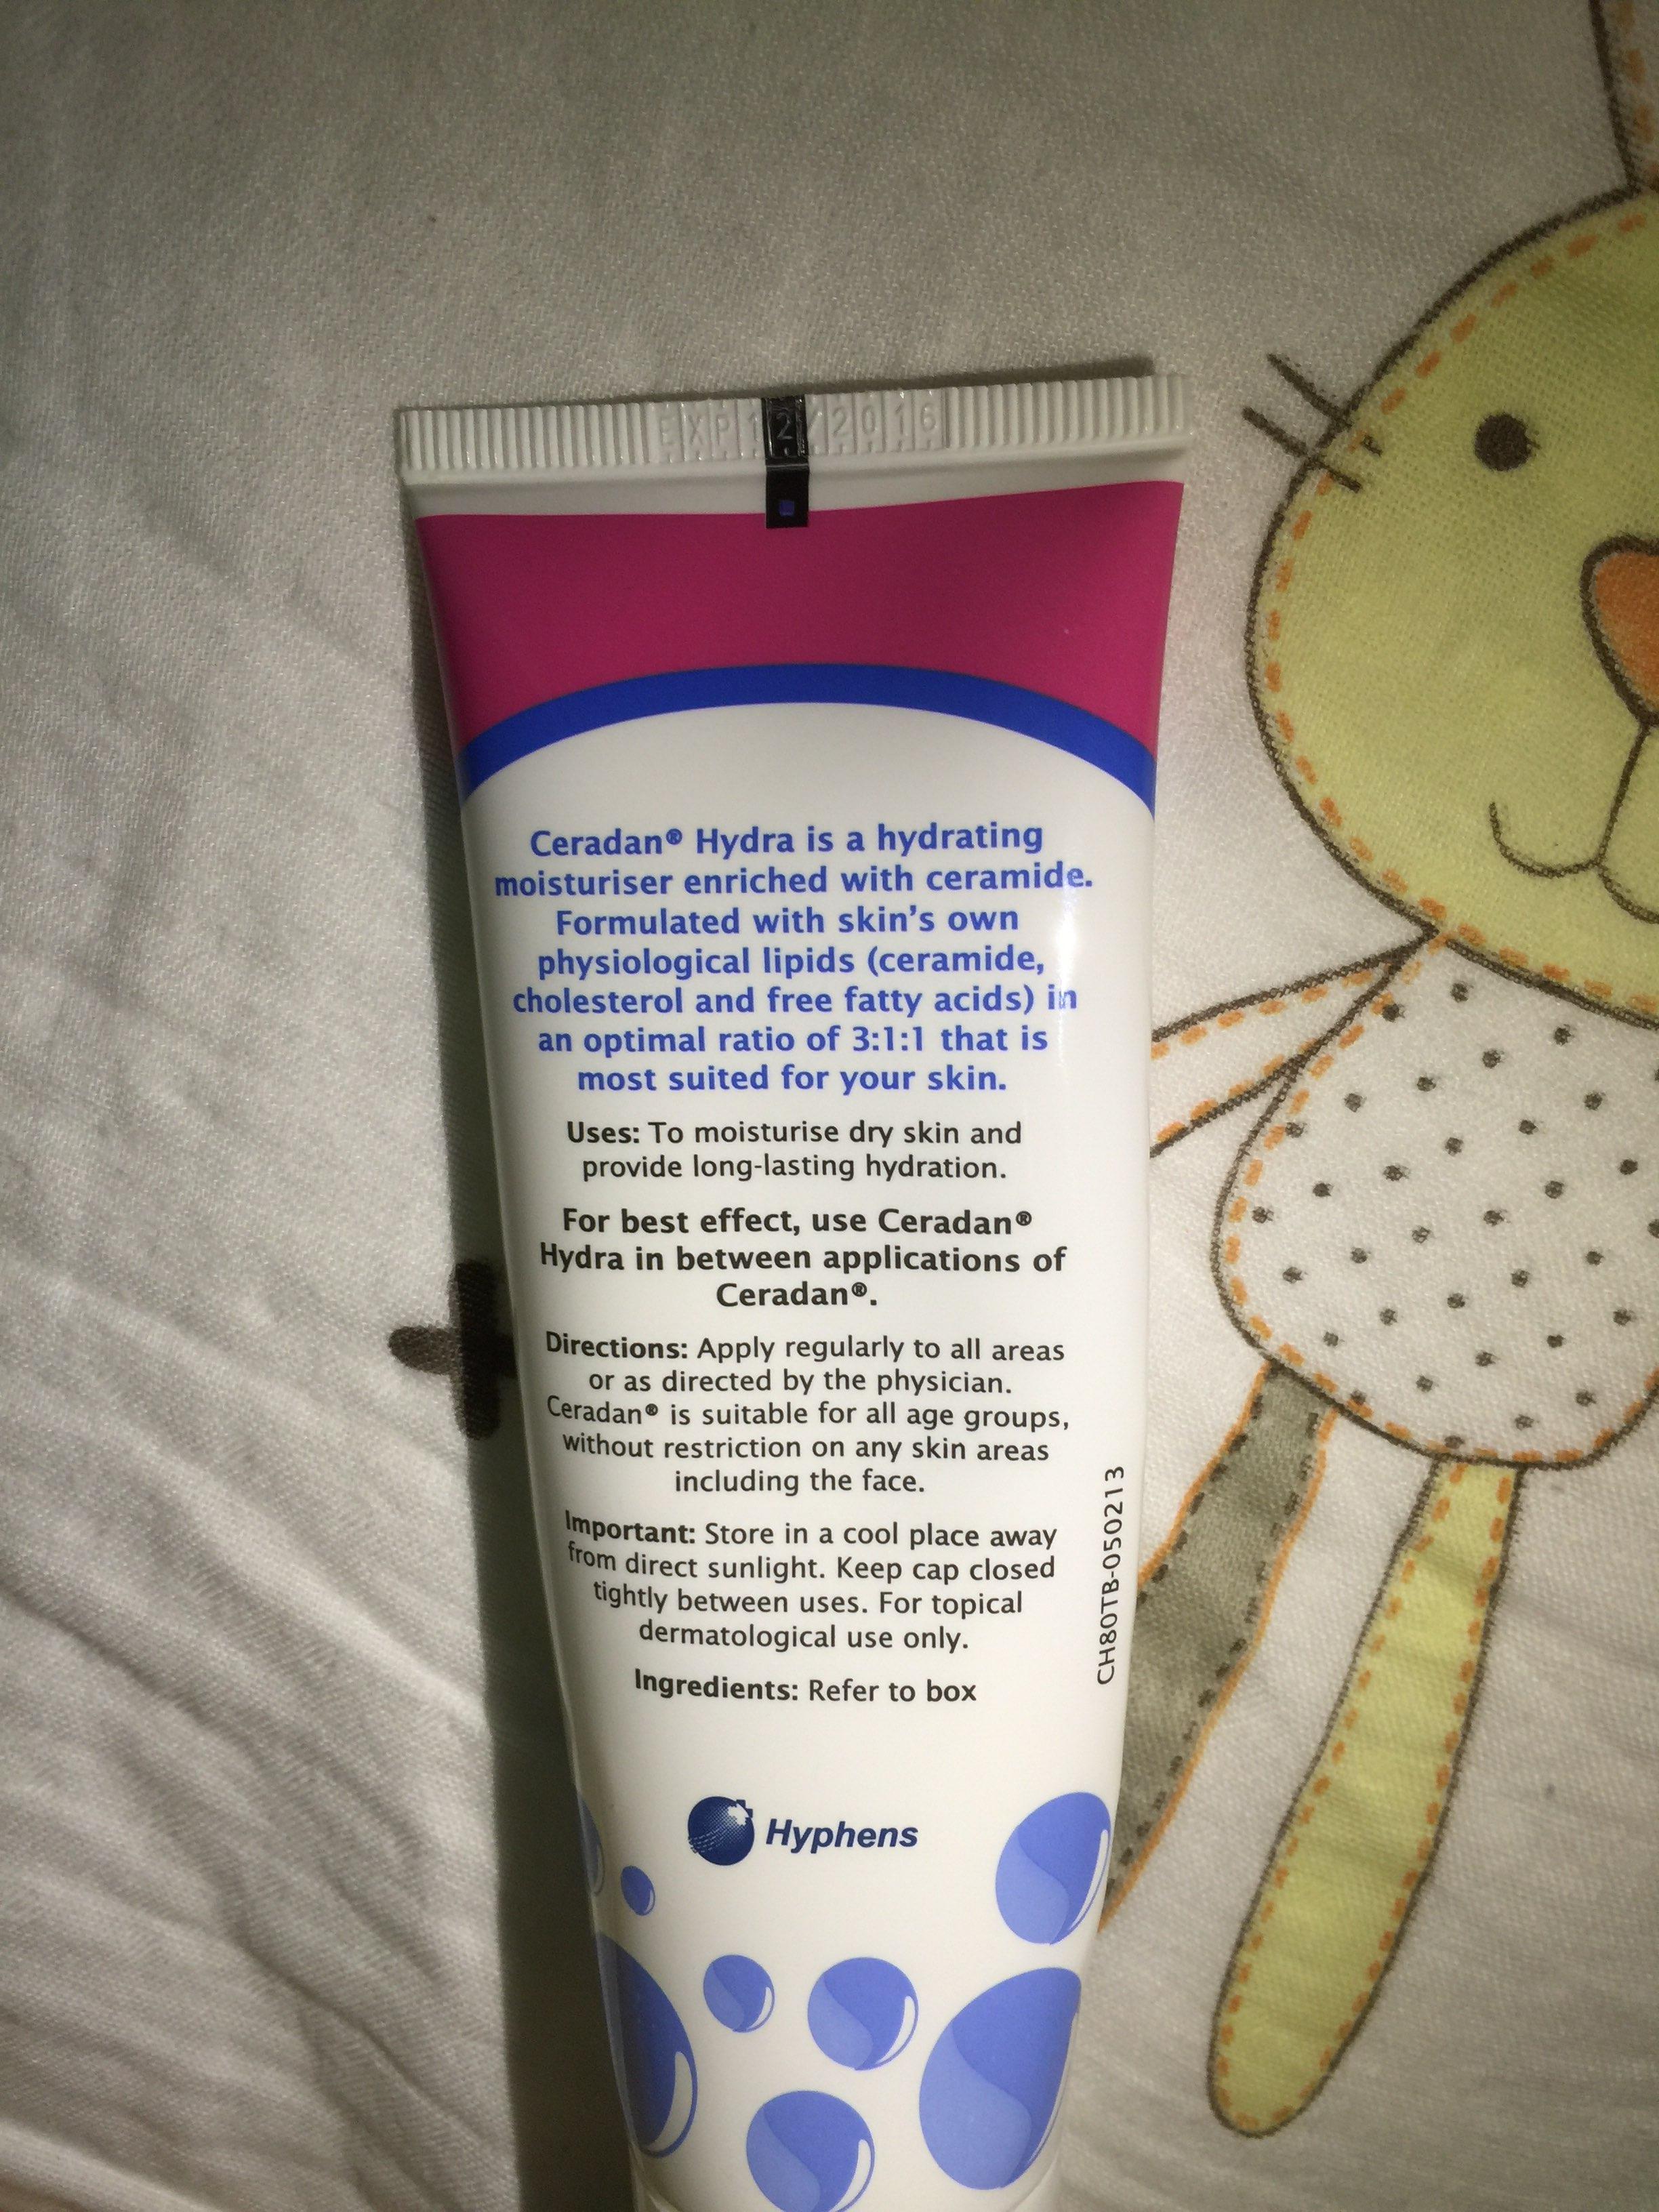 EXP 12/2016
Ceradan® Hydra is a hydrating
moisturiser enriched with ceramide.
Formulated with skin's own
physiological lipids (ceramide,
cholesterol and free fatty acids) in
an optimal ratio of 3:1:1 that is
most suited for your skin.
Uses: To moisturise dry skin and
provide long-lasting hydration.
For best effect, use Ceradan®
Hydra in between applications of
Ceradan®.
Directions: Apply regularly to all areas
or as directed by the physician.
Ceradan® is suitable for all age groups,
without restriction on any skin areas
including the face.
Important: Store in a cool place away
from direct sunlight. Keep cap closed
tightly between uses. For topical
dermatological use only.
Ingredients: Refer to box
CH80TB-050213
Hyphens